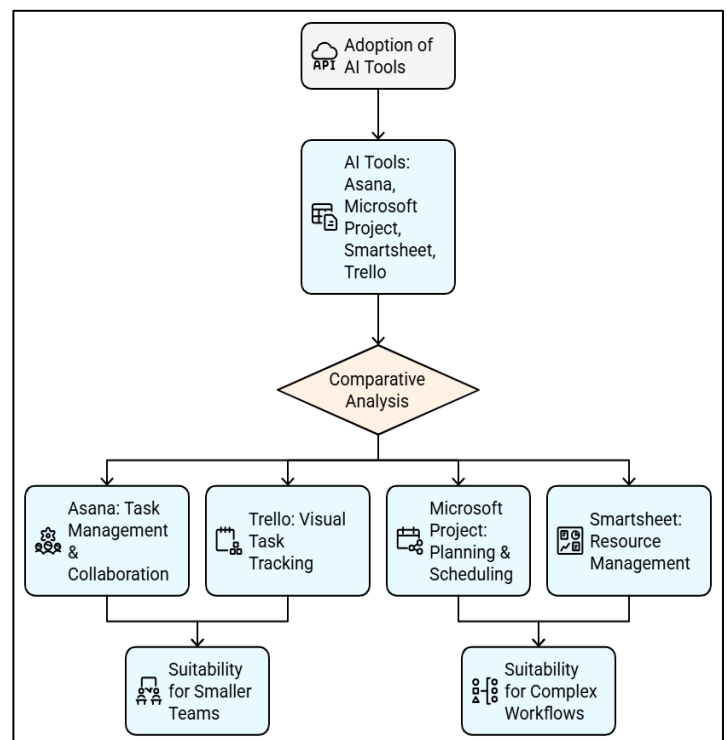 API
Adoption of
AI Tools
AI Tools:
Asana,
Microsoft
Project,
Smartsheet,
Trello
Comparative
Analysis
Asana: Task
Management
&
Collaboration
Trello: Visual
Task
Tracking
Microsoft
Project:
Planning &
Scheduling
Smartsheet:
Resource
Management
Suitability
for Smaller
Teams
Suitability
for Complex
Workflows